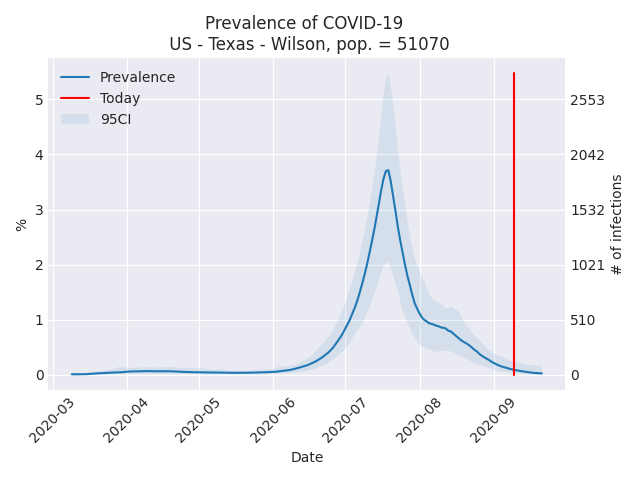 Prevalence of COVID-19
US - Texas - Wilson, pop. = 51070
Prevalence
Today
95CI
5
4
3
2
1
0
%
2553
2042
1532
1021
510
0
# of infections
2020-03
2020-04
2020-05
2020-06
2020-07
2020-08
2020-09
Date